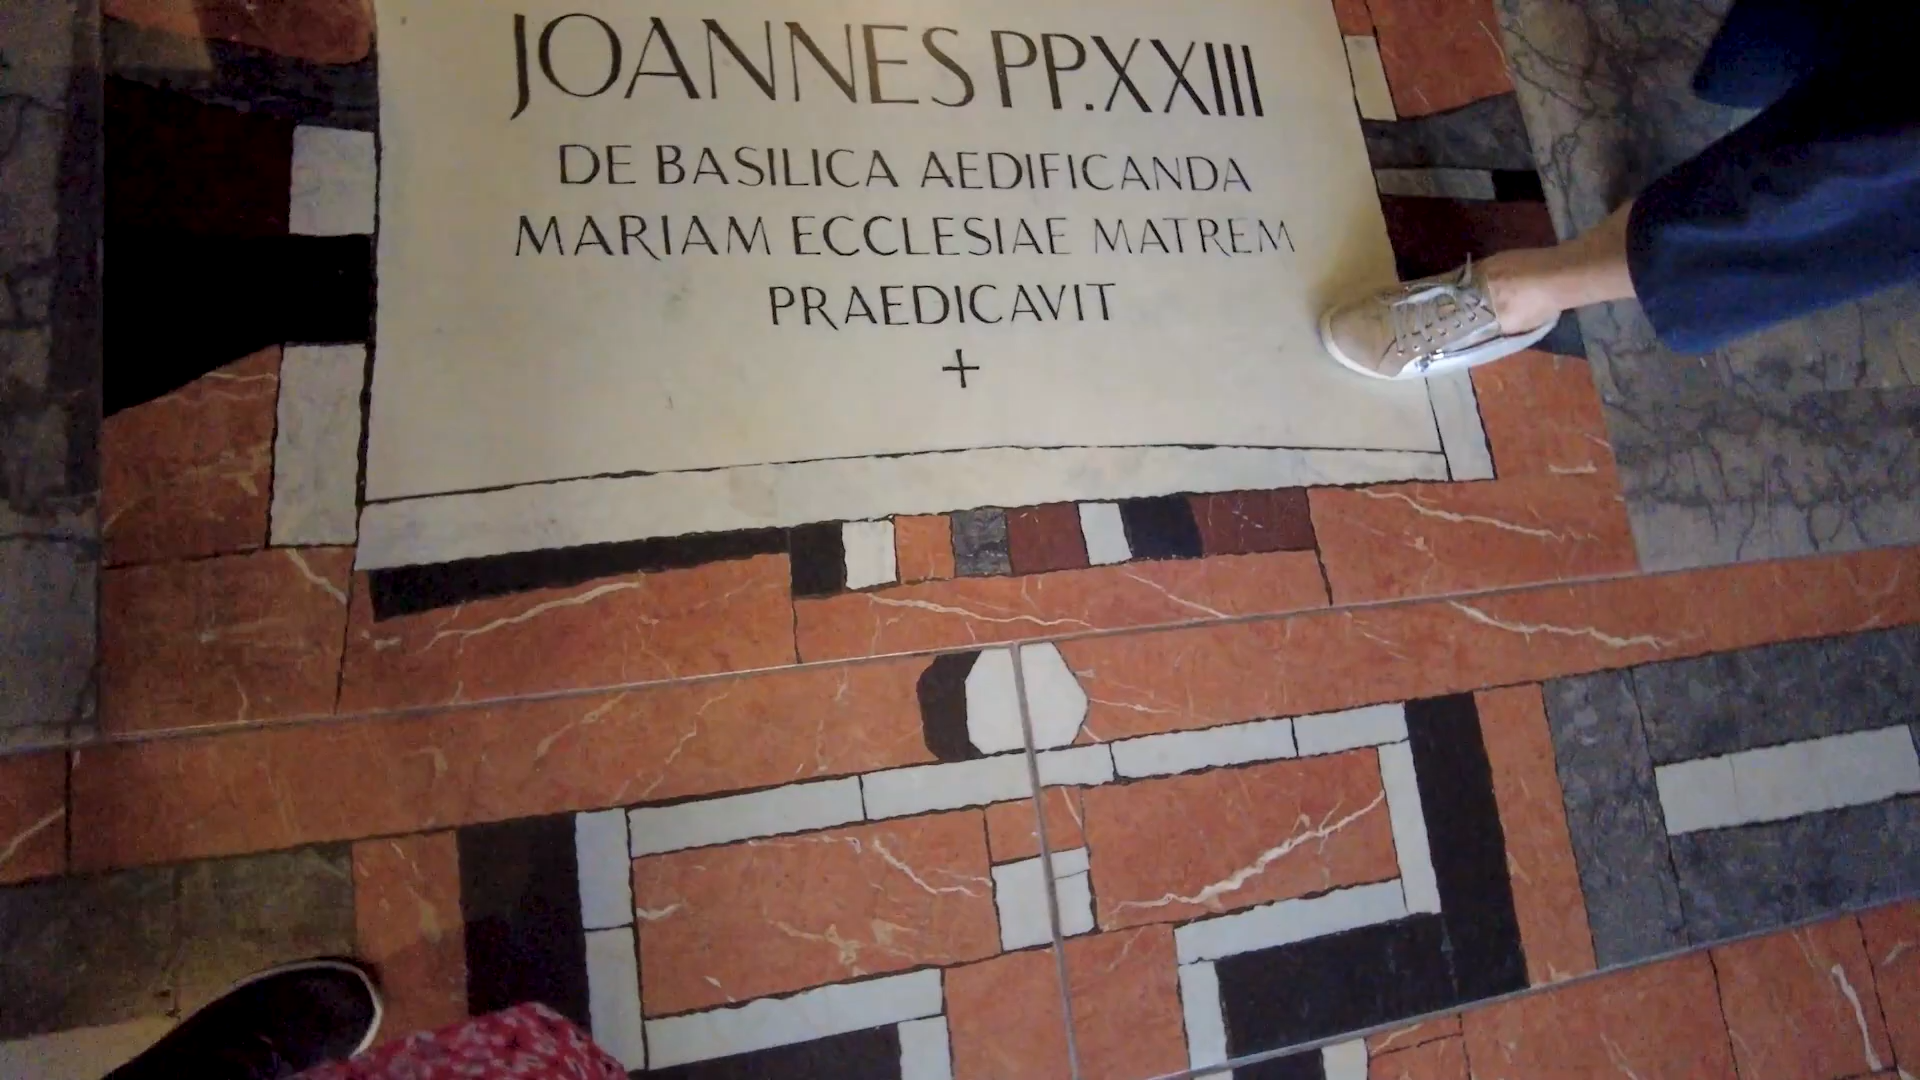 JOANNES PP.XXIII
DE BASILICA AEDIFICANDA
MARIAM ECCLESIAE MATREM
PRAEDICAVIT
+